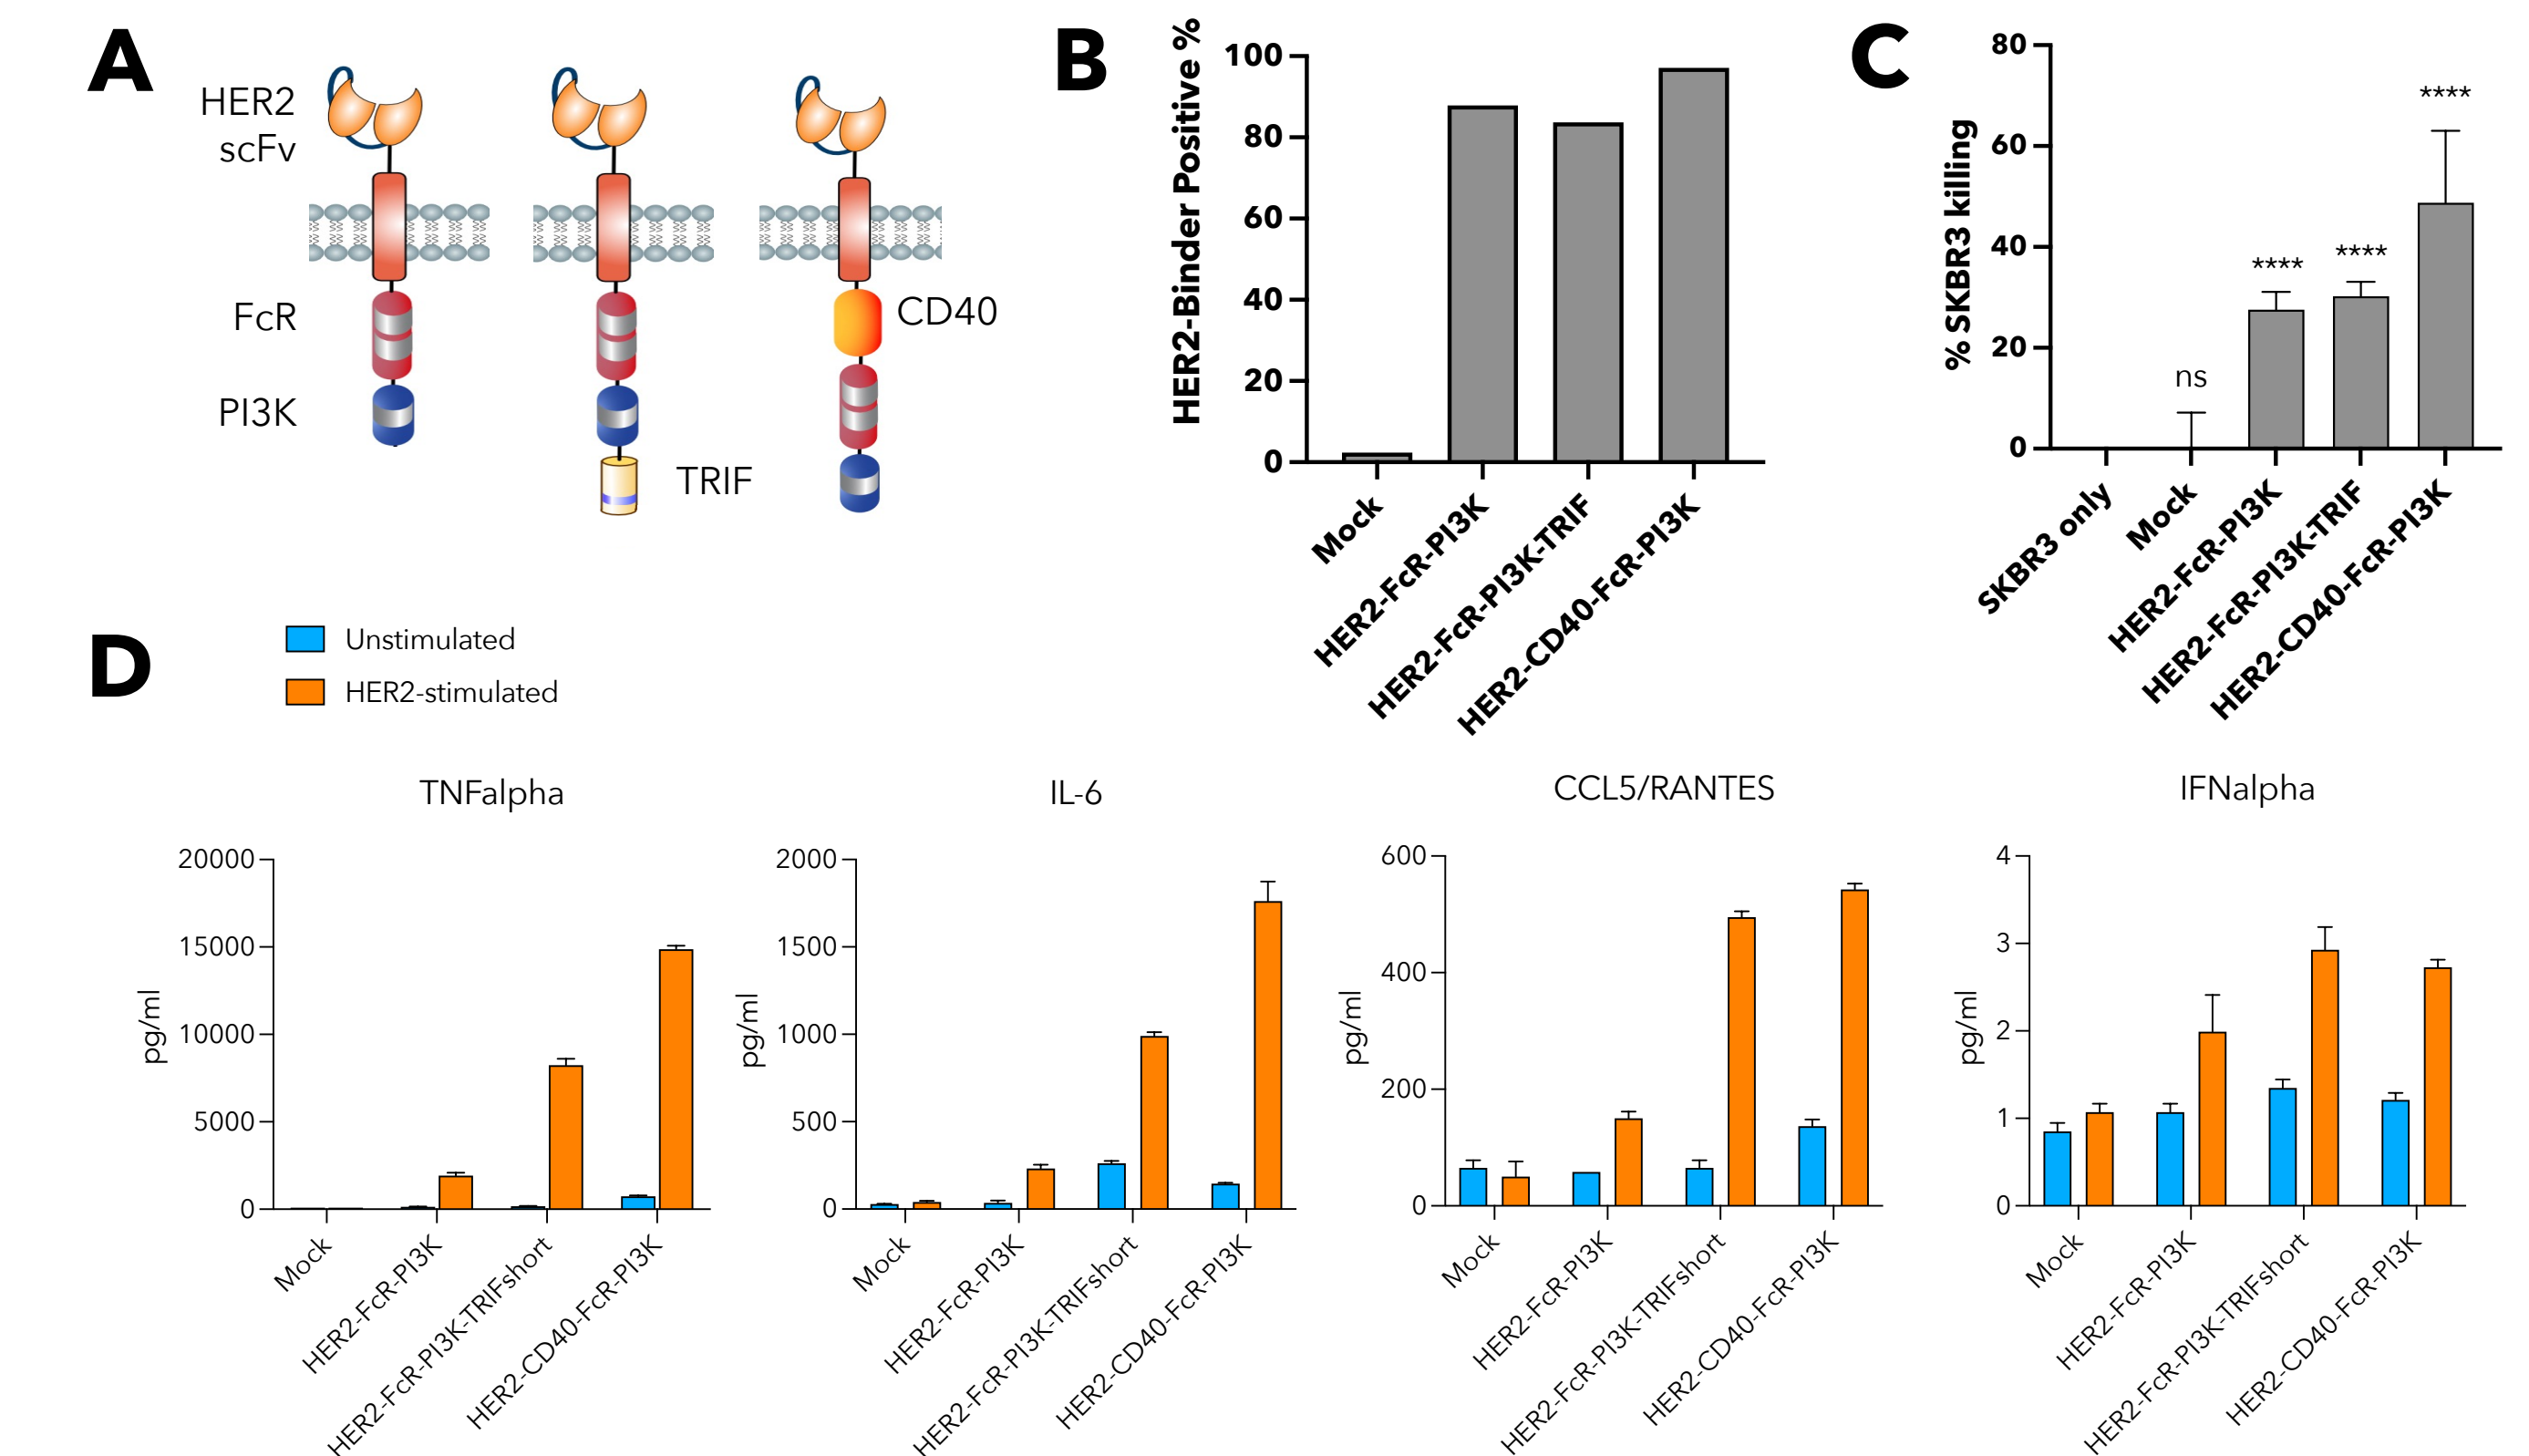 A
HER2
scFv
FcR
PI3K
TRIF
CD40
B
HER2-Binder Positive %
100
80
60
40
20
0
Mock
HER2-FcR-PI3K
HER2-FcR-PI3K-TRIF
HER2-CD40-FcR-PI3K
C
% SKBR3 killing
80
60
40
20
0
ns
****
****
****
SKBR3 only
Mock
HER2-FcR-PI3K
HER2-FcR-PI3K-TRIF
HER2-CD40-FcR-PI3K
D
Unstimulated
HER2-stimulated
TNFalpha
pg/ml
20000
15000
10000
5000
0
Mock
HER2-FcR-PI3K
HER2-FcR-PI3K-TRIFshort
HER2-CD40-FcR-PI3K
IL-6
pg/ml
2000
1500
1000
500
0
Mock
HER2-FcR-PI3K
HER2-FcR-PI3K-TRIFshort
HER2-CD40-FcR-PI3K
CCL5/RANTES
pg/ml
600
400
200
0
Mock
HER2-FcR-PI3K
HER2-FcR-PI3K-TRIFshort
HER2-CD40-FcR-PI3K
IFNalpha
pg/ml
4
3
2
1
0
Mock
HER2-FcR-PI3K
HER2-FcR-PI3K-TRIFshort
HER2-CD40-FcR-PI3K